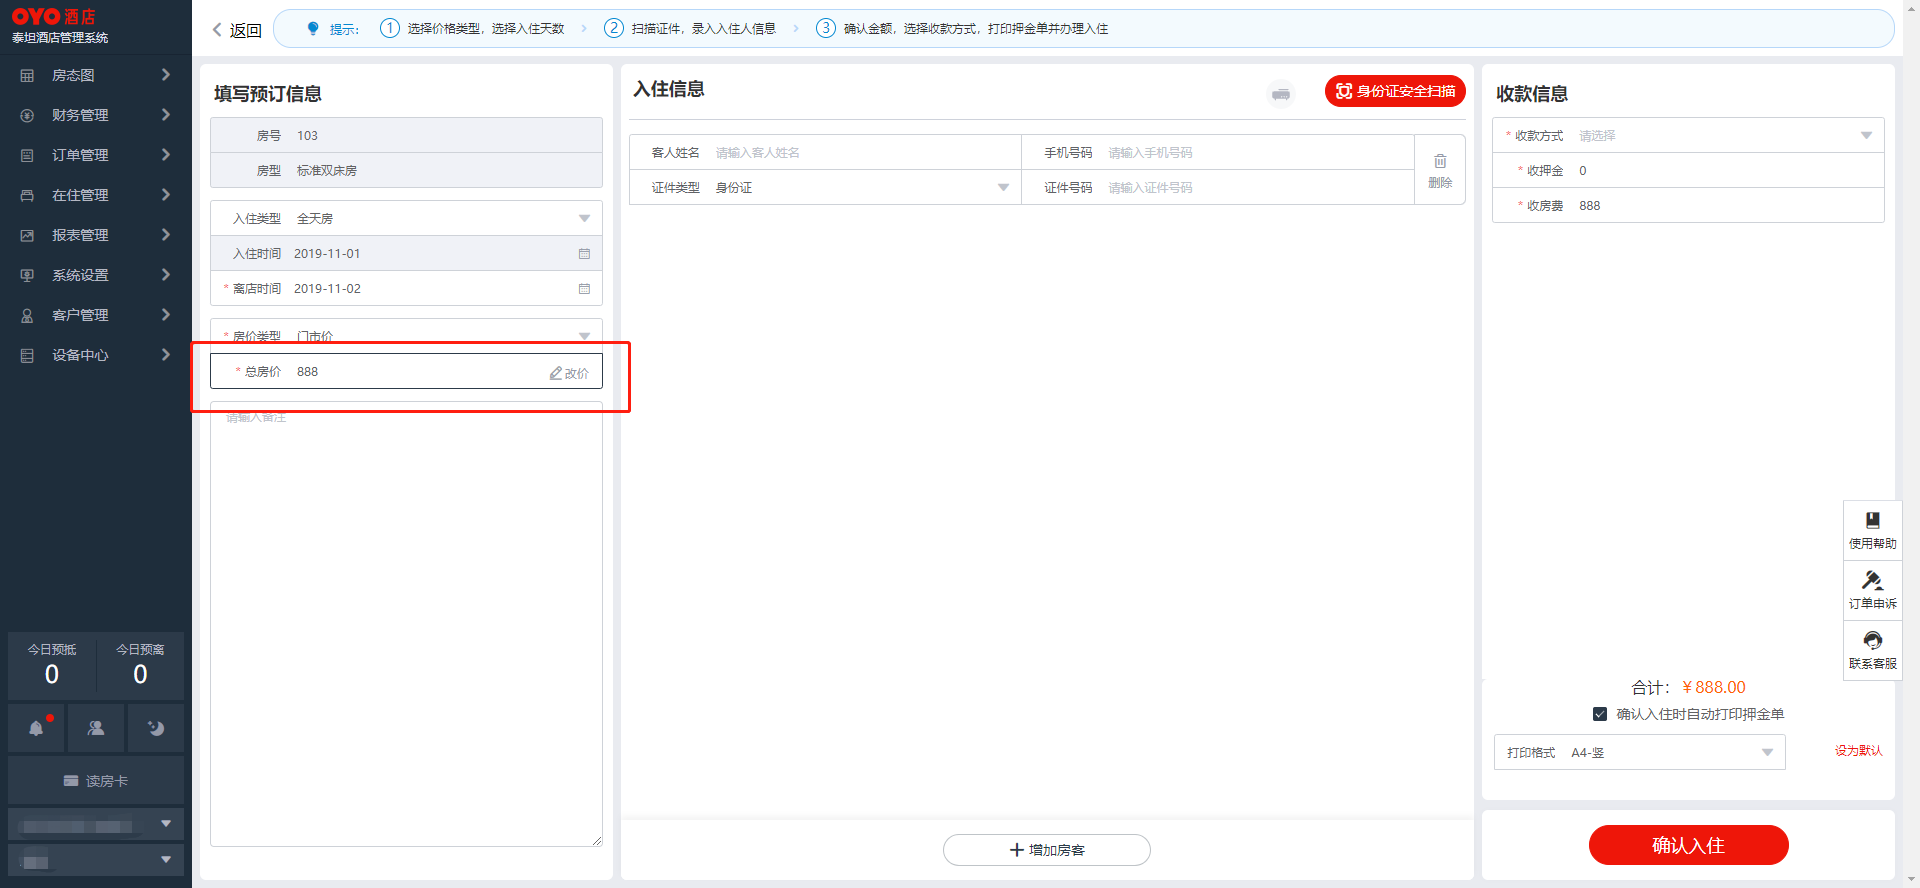 OYO 酒店
泰坦酒店管理系统
房态图
财务管理
订单管理
在住管理
报表管理
系统设置
客户管理
设备中心
今日预抵
0
今日预离
0
读房卡
返回
提示:
1 选择价格类型，选择入住天数
2 扫描证件，录入入住人信息
3 确认金额，选择收款方式，打印押金单并办理入住
填写预订信息
房号 103
房型 标准双床房
入住类型 全天房
入住时间 2019-11-01
* 离店时间 2019-11-02
* 房价类型 门市价
* 总房价 888 改价
请输入备注
入住信息
身份证安全扫描
客人姓名 请输入客人姓名
手机号码 请输入手机号码
证件类型 身份证
证件号码 请输入证件号码
删除
增加房客
收款信息
* 收款方式 请选择
* 收押金 0
* 收房费 888
使用帮助
订单申诉
联系客服
合计: ￥888.00
确认入住时自动打印押金单
打印格式 A4-竖
设为默认
确认入住